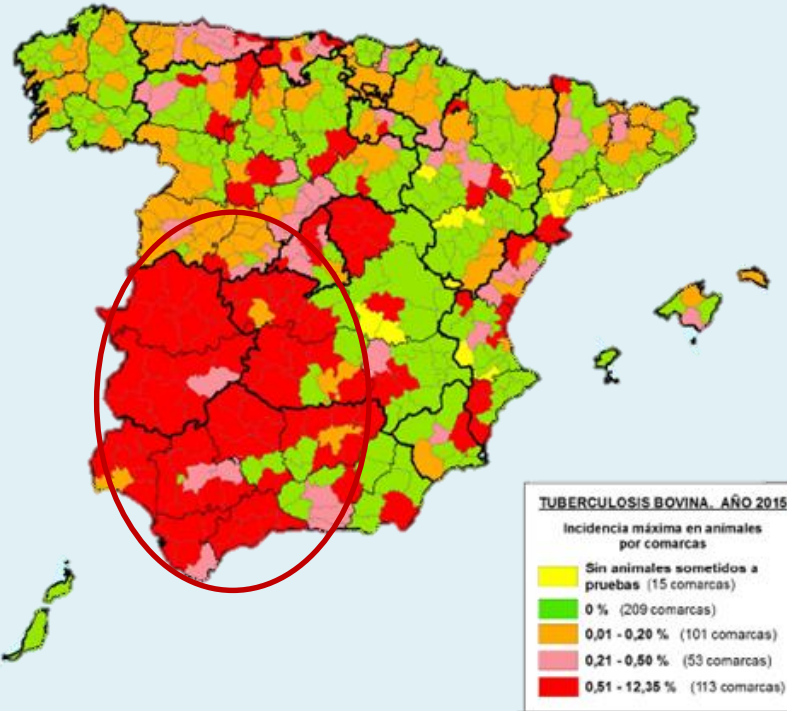 TUBERCULOSIS BOVINA. AÑO 2015
Incidencia máxima en animales
por comarcas
Sin animales sometidos a
pruebas (15 comarcas)
0 % (209 comarcas)
0,01 - 0,20 % (101 comarcas)
0,21 - 0,50 % (53 comarcas)
0,51 - 12,35 % (113 comarcas)